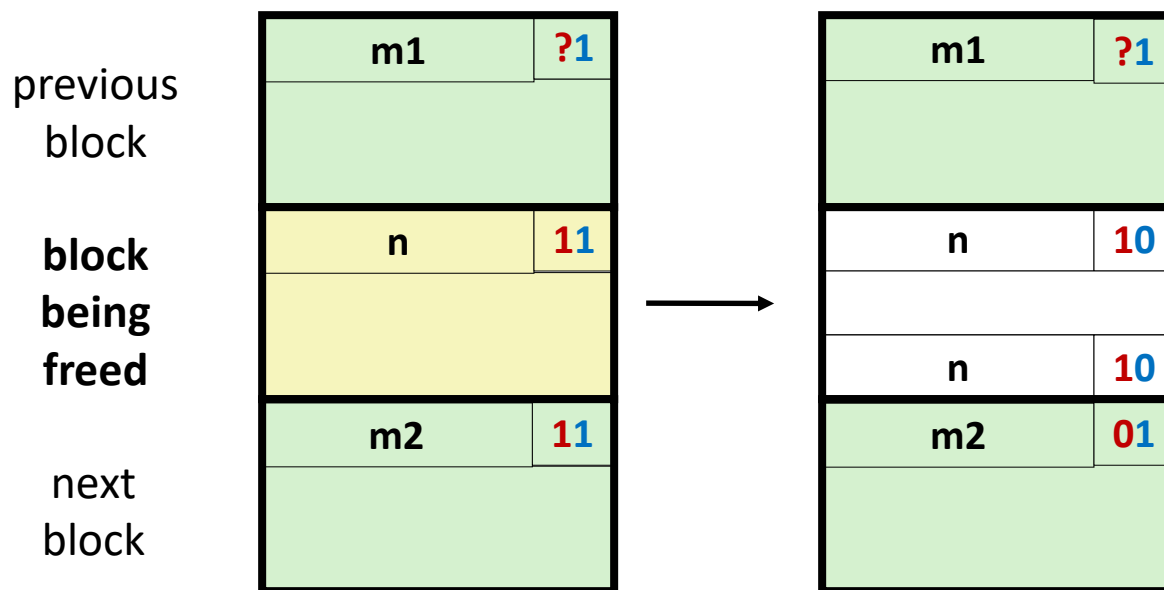 m1 ?1
m1 ?1
previous
block
n 11
n 10
block
being
freed
n 10
m2 11
m2 01
next
block